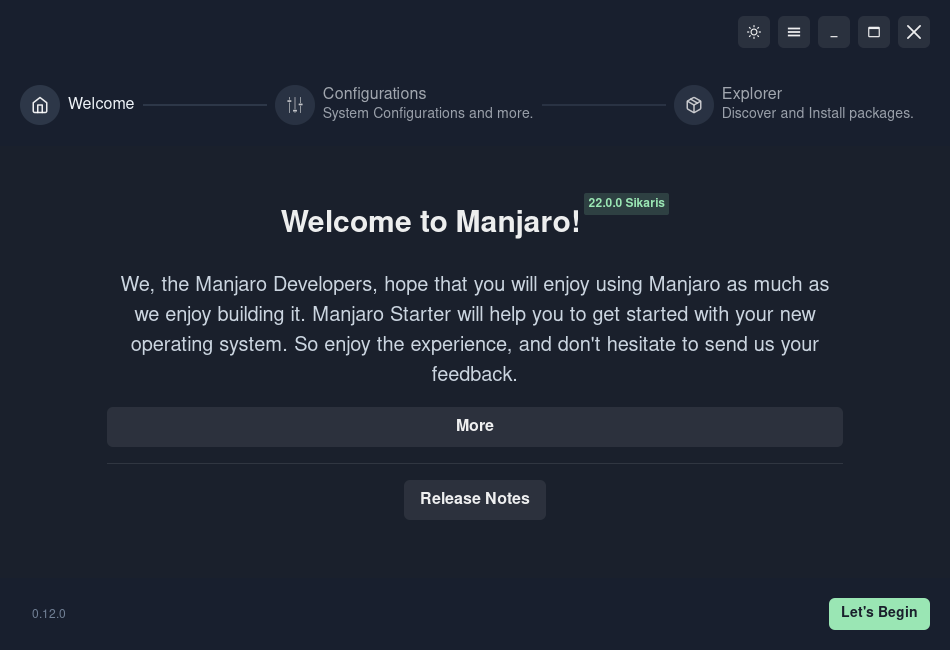 Welcome
Configurations
System Configurations and more.
Explorer
Discover and Install packages.
Welcome to Manjaro! 22.0.0 Sikaris
We, the Manjaro Developers, hope that you will enjoy using Manjaro as much as
we enjoy building it. Manjaro Starter will help you to get started with your new
operating system. So enjoy the experience, and don't hesitate to send us your
feedback.
More
Release Notes
0.12.0
Let's Begin